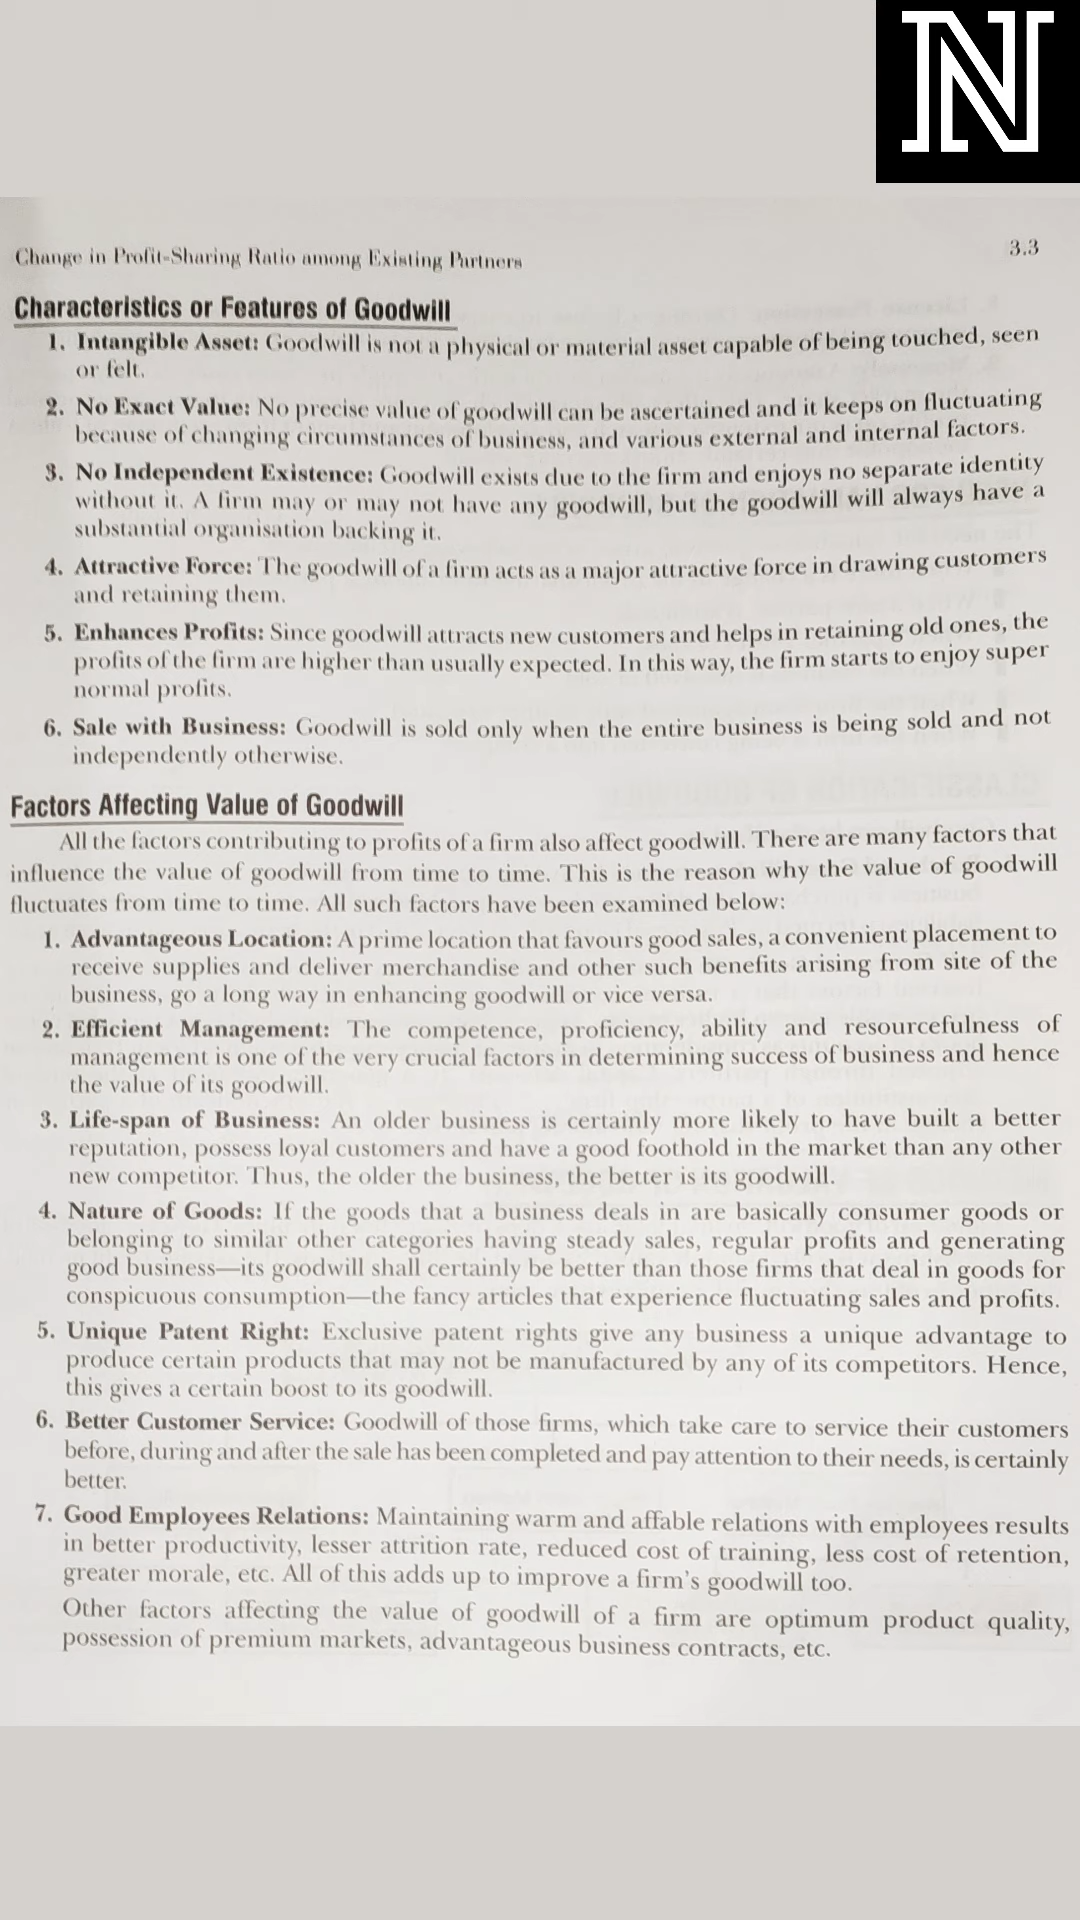 N
Change in Profit-Sharing Ratio among Existing Partners
3.3
Characteristics or Features of Goodwill
1. Intangible Asset: Goodwill is not a physical or material asset capable of being touched, seen
or felt.
2. No Exact Value: No precise value of goodwill can be ascertained and it keeps on fluctuating
because of changing circumstances of business, and various external and internal factors.
3. No Independent Existence: Goodwill exists due to the firm and enjoys no separate identity
without it. A firm may or may not have any goodwill, but the goodwill will always have a
substantial organisation backing it.
4. Attractive Force: The goodwill of a firm acts as a major attractive force in drawing customers
and retaining them.
5. Enhances Profits: Since goodwill attracts new customers and helps in retaining old ones, the
profits of the firm are higher than usually expected. In this way, the firm starts to enjoy super
normal profits.
6. Sale with Business: Goodwill is sold only when the entire business is being sold and not
independently otherwise.
Factors Affecting Value of Goodwill
All the factors contributing to profits of a firm also affect goodwill. There are many factors that
influence the value of goodwill from time to time. This is the reason why the value of goodwill
fluctuates from time to time. All such factors have been examined below:
1. Advantageous Location: A prime location that favours good sales, a convenient placement to
receive supplies and deliver merchandise and other such benefits arising from site of the
business, go a long way in enhancing goodwill or vice versa.
2. Efficient Management: The competence, proficiency, ability and resourcefulness of
management is one of the very crucial factors in determining success of business and hence
the value of its goodwill.
3. Life-span of Business: An older business is certainly more likely to have built a better
reputation, possess loyal customers and have a good foothold in the market than any other
new competitor. Thus, the older the business, the better is its goodwill.
4. Nature of Goods: If the goods that a business deals in are basically consumer goods or
belonging to similar other categories having steady sales, regular profits and generating
good business—its goodwill shall certainly be better than those firms that deal in goods for
conspicuous consumption—the fancy articles that experience fluctuating sales and profits.
5. Unique Patent Right: Exclusive patent rights give any business a unique advantage to
produce certain products that may not be manufactured by any of its competitors. Hence,
this gives a certain boost to its goodwill.
6. Better Customer Service: Goodwill of those firms, which take care to service their customers
before, during and after the sale has been completed and pay attention to their needs, is certainly
better.
7. Good Employees Relations: Maintaining warm and affable relations with employees results
in better productivity, lesser attrition rate, reduced cost of training, less cost of retention,
greater morale, etc. All of this adds up to improve a firm's goodwill too.
Other factors affecting the value of goodwill of a firm are optimum product quality,
possession of premium markets, advantageous business contracts, etc.